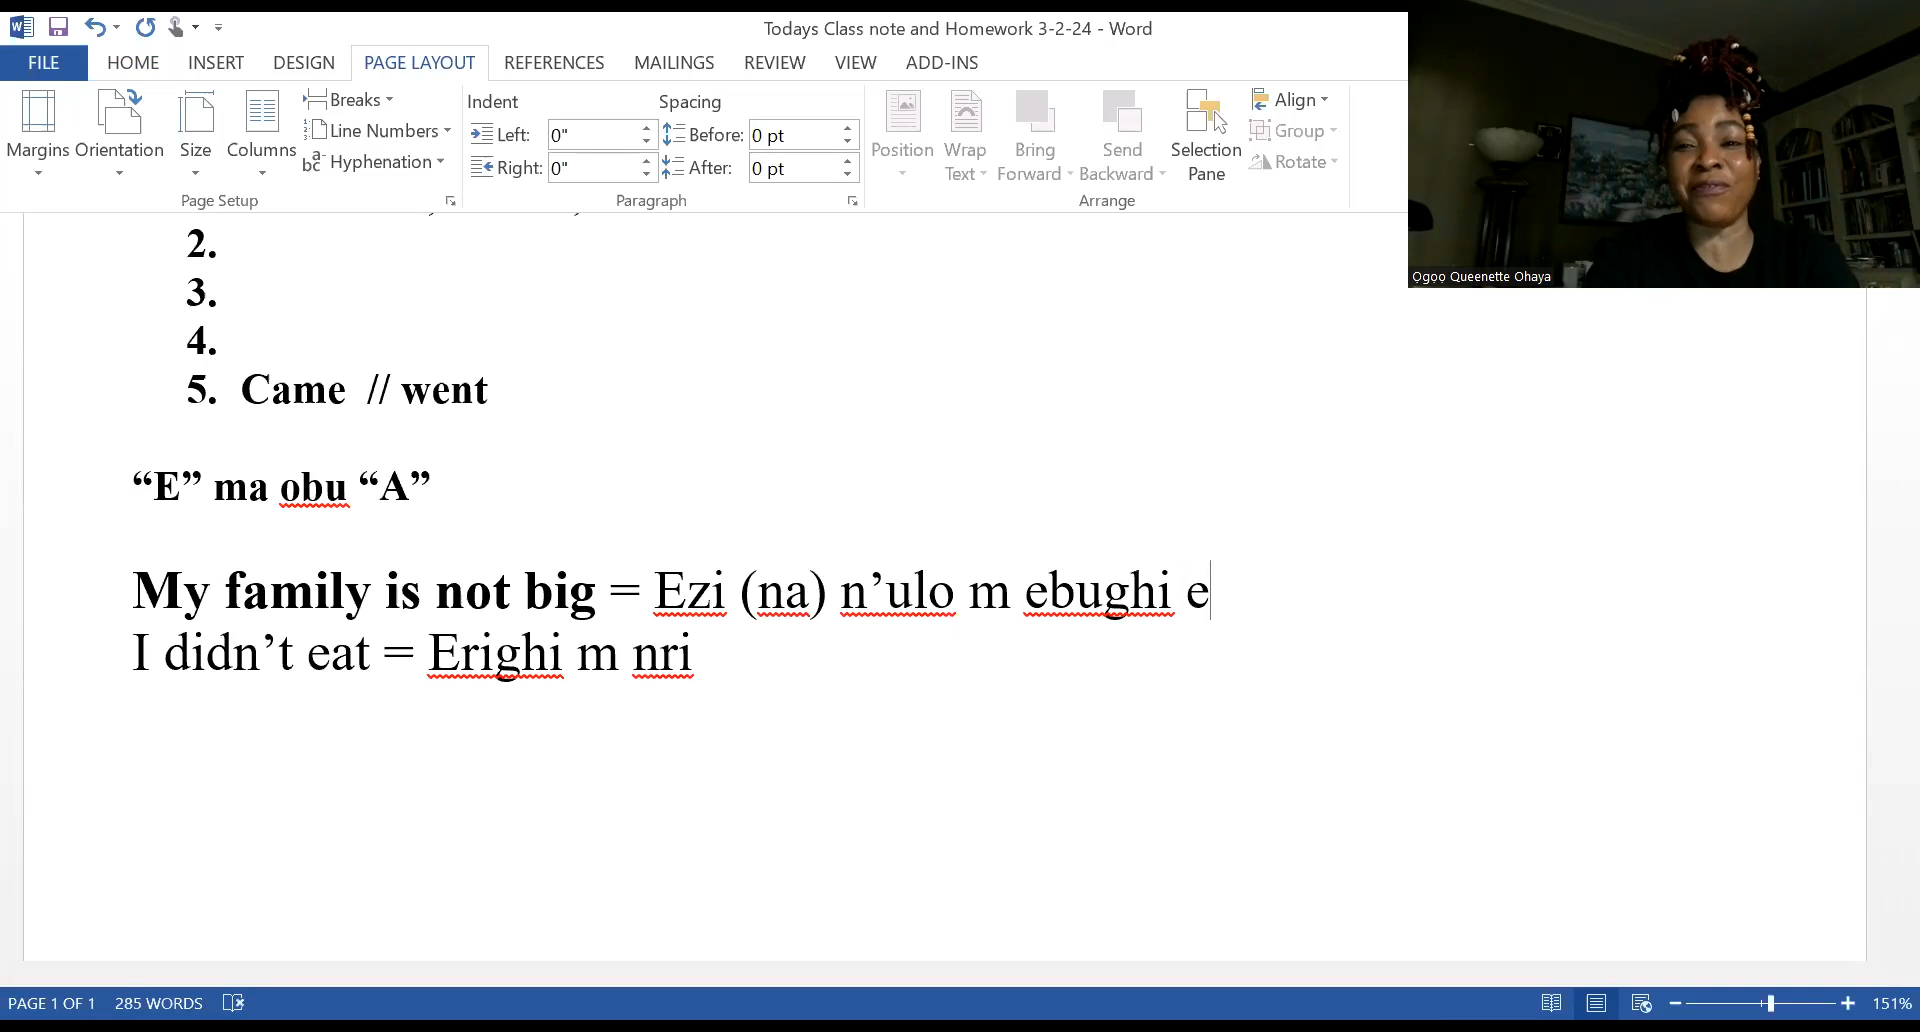 Todays Class note and Homework 3-2-24 - Word
FILE HOME INSERT DESIGN PAGE LAYOUT REFERENCES MAILINGS REVIEW VIEW ADD-INS
Margins Orientation Size Columns
Breaks
Line Numbers
Hyphenation
Page Setup
Indent Spacing
Left: 0" Before: 0 pt
Right: 0" After: 0 pt
Paragraph
Position Wrap Text Bring Forward Send Backward Selection Pane
Align
Group
Rotate
Arrange
Ọgọọ Queenette Ohaya
2.
3.
4.
5. Came // went
“E” ma obu “A”
My family is not big = Ezi (na) n’ulo m ebughi e
I didn’t eat = Erighi m nri
PAGE 1 OF 1 285 WORDS 151%